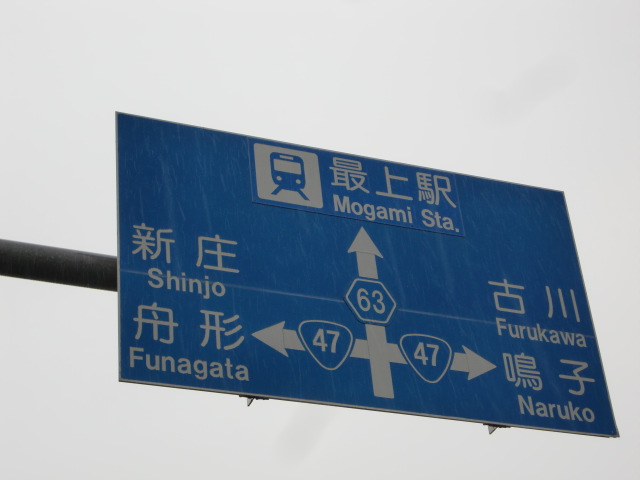 最上駅
Mogami Sta.
新庄
Shinjo
舟形
Funagata
63
47
47
古川
Furukawa
鳴子
Naruko